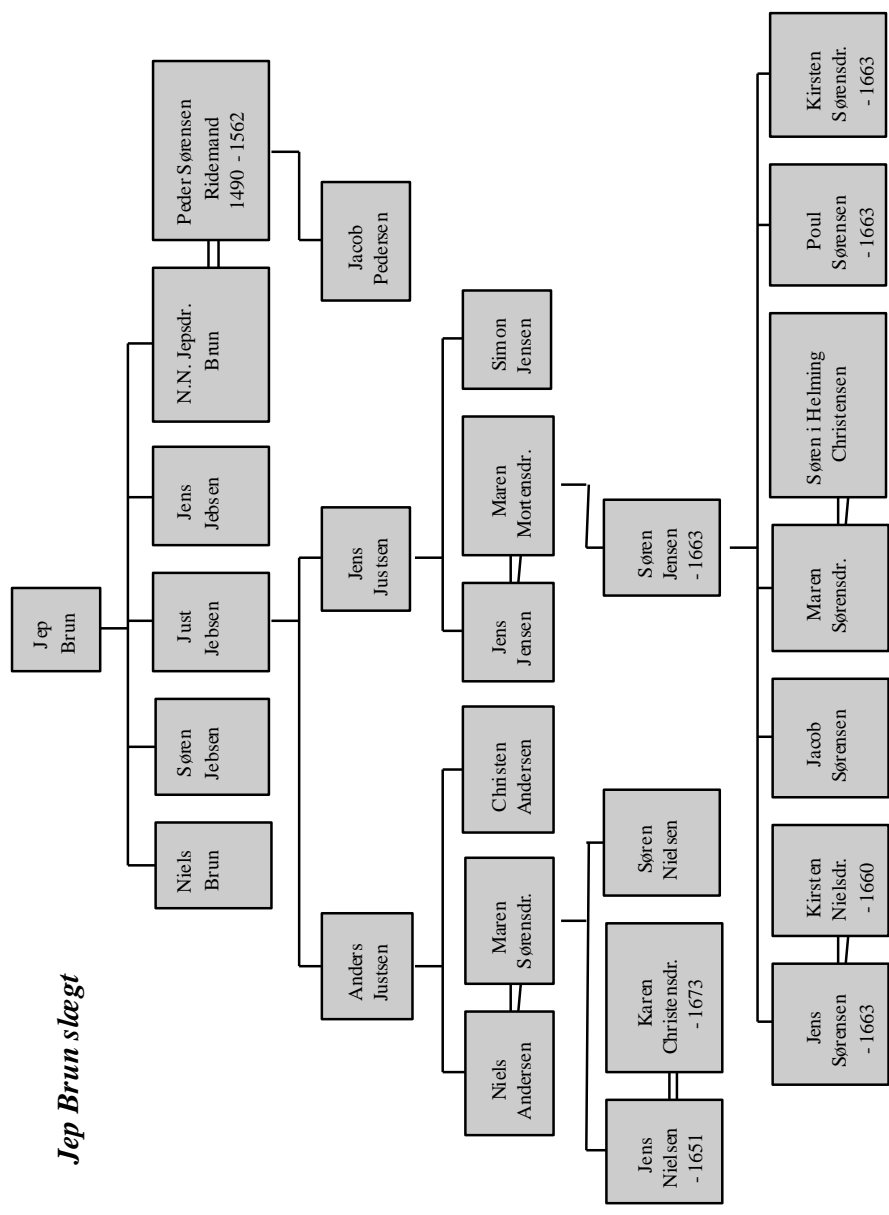 Jep Brun slægt
Jep
Brun
Niels
Brun
Søren
Jebsen
Just
Jebsen
Jens
Jebsen
N.N. Jepsdr.
Brun
Peder Sørensen
Ridemand
1490 - 1562
Anders
Justsen
Jens
Justsen
Jacob
Pedersen
Niels
Andersen
Maren
Sørensdr.
Christen
Andersen
Jens
Jensen
Maren
Mortensdr.
Simon
Jensen
Jens
Nielsen
- 1651
Karen
Christensdr.
- 1673
Søren
Nielsen
Søren
Jensen
- 1663
Jens
Sørensen
- 1663
Kirsten
Nielsdr.
- 1660
Jacob
Sørensen
Maren
Sørensdr.
Søren i Helming
Christensen
Poul
Sørensen
- 1663
Kirsten
Sørensdr.
- 1663